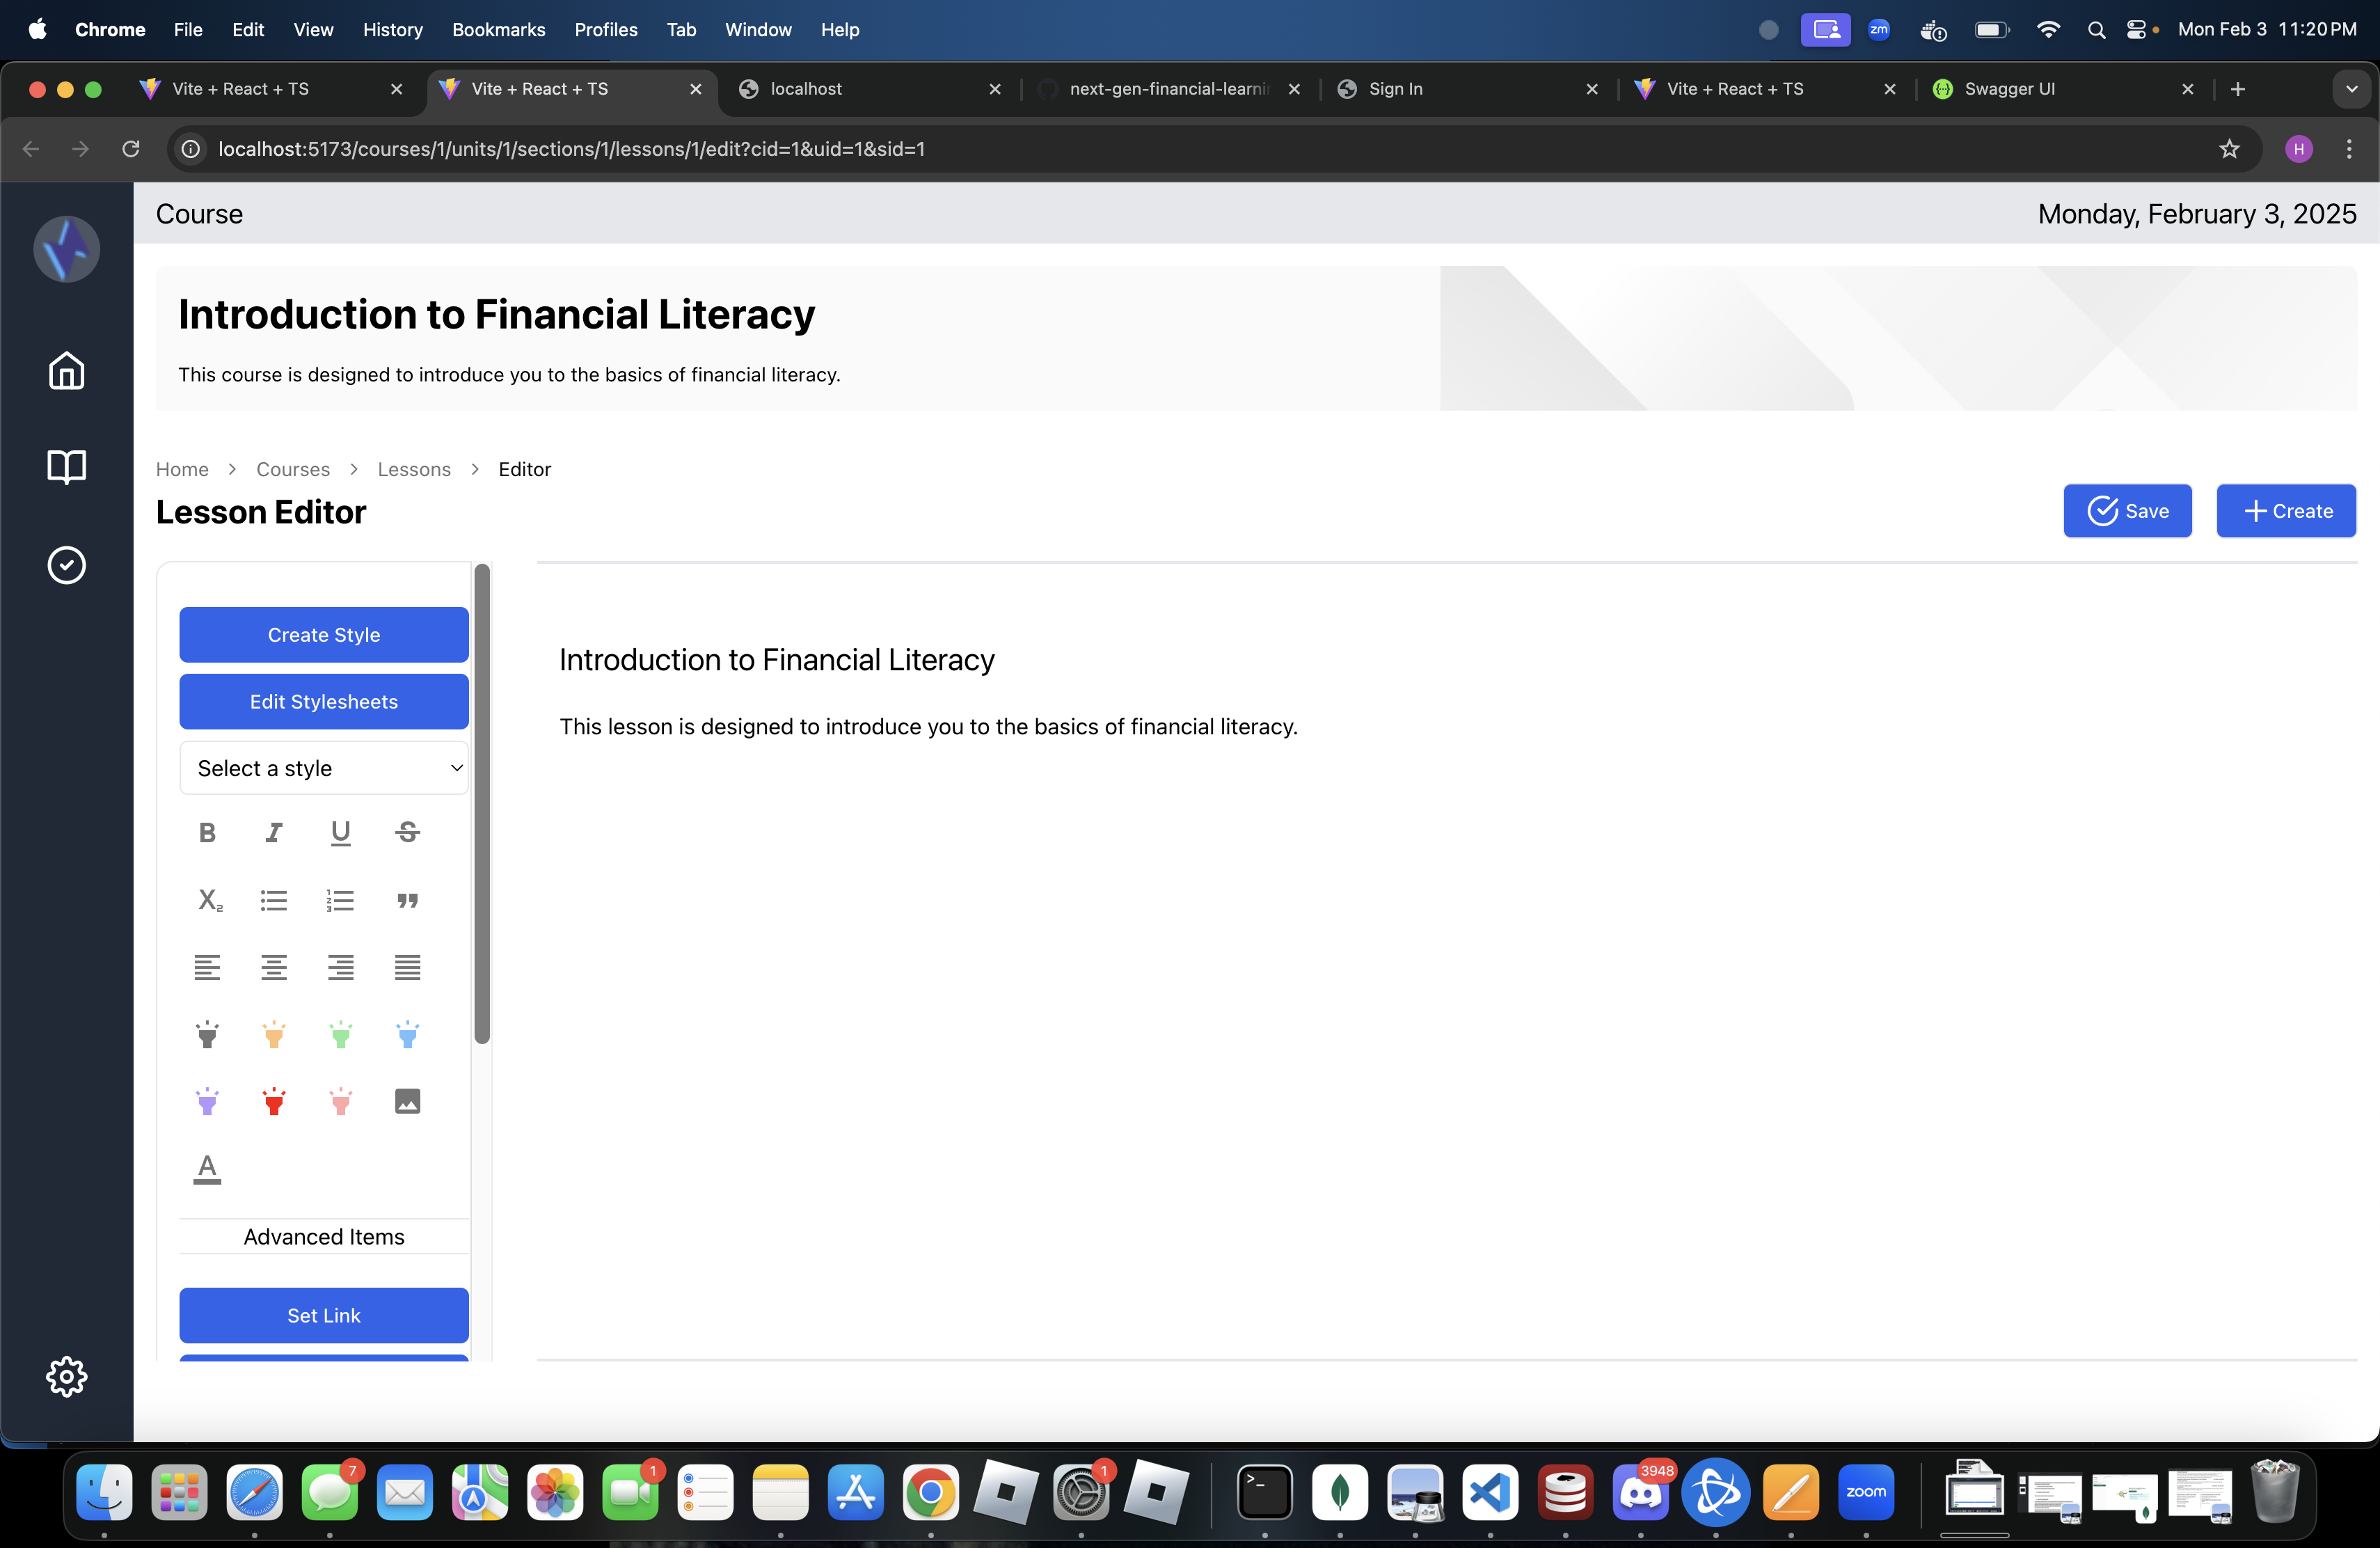 Chrome File Edit View History Bookmarks Profiles Tab Window Help zm Mon Feb 3 11:20 PM
Vite + React + TS Vite + React + TS localhost next-gen-financial-learni Sign In Vite + React + TS Swagger UI
localhost:5173/courses/1/units/1/sections/1/lessons/1/edit?cid=1&uid=1&sid=1 H
Course Monday, February 3, 2025
Introduction to Financial Literacy
This course is designed to introduce you to the basics of financial literacy.
Home > Courses > Lessons > Editor
Lesson Editor
Save Create
Create Style
Edit Stylesheets
Select a style
Introduction to Financial Literacy
This lesson is designed to introduce you to the basics of financial literacy.
B I U S
X2
A
Advanced Items
Set Link
7 1 1 3948 zoom